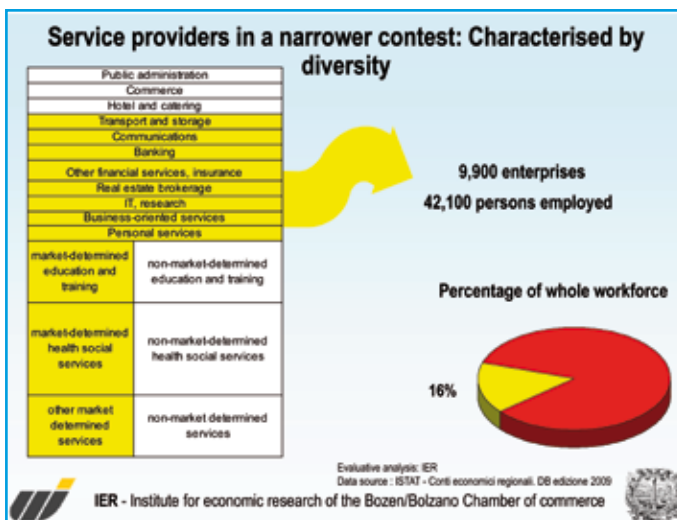 Service providers in a narrower contest: Characterised by
diversity
Public administration
Commerce
Hotel and catering
Transport and storage
Communications
Banking
Other financial services, insurance
Real estate brokerage
IT, research
Business-oriented services
Personal services
market-determined
education and
training
non-market-determined
education and training
market-determined
health social
services
non-market-determined
health social services
other market
determined
services
non-market determined
services
9,900 enterprises
42,100 persons employed
Percentage of whole workforce
16%
Evaluative analysis: IER
Data source : ISTAT - Conti economici regionali. DB edizione 2009
IER - Institute for economic research of the Bozen/Bolzano Chamber of commerce